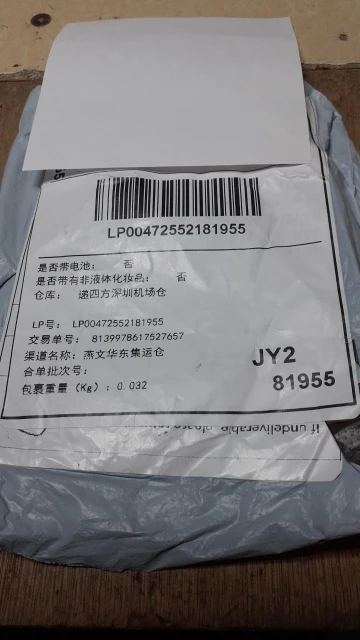 LP00472552181955
是否带电池： 否
是否带有非液体化妆品： 否
仓库： 递四方深圳机场仓
LP号： LP00472552181955
交易单号： 8139978617527657
渠道名称：燕文华东集运仓
合单批次号：
包裹重量（Kg）：0.032
JY2
81955
if undeliverable please